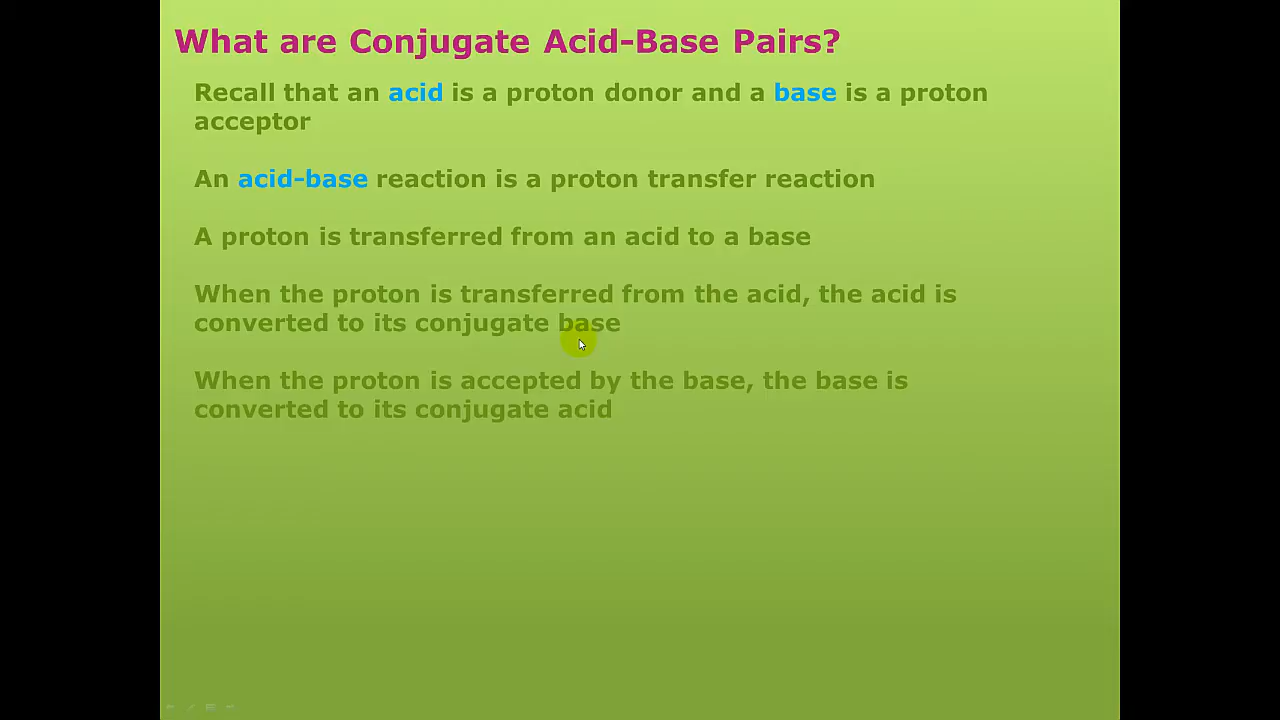 What are Conjugate Acid-Base Pairs?
Recall that an acid is a proton donor and a base is a proton
acceptor
An acid-base reaction is a proton transfer reaction
A proton is transferred from an acid to a base
When the proton is transferred from the acid, the acid is
converted to its conjugate base
When the proton is accepted by the base, the base is
converted to its conjugate acid